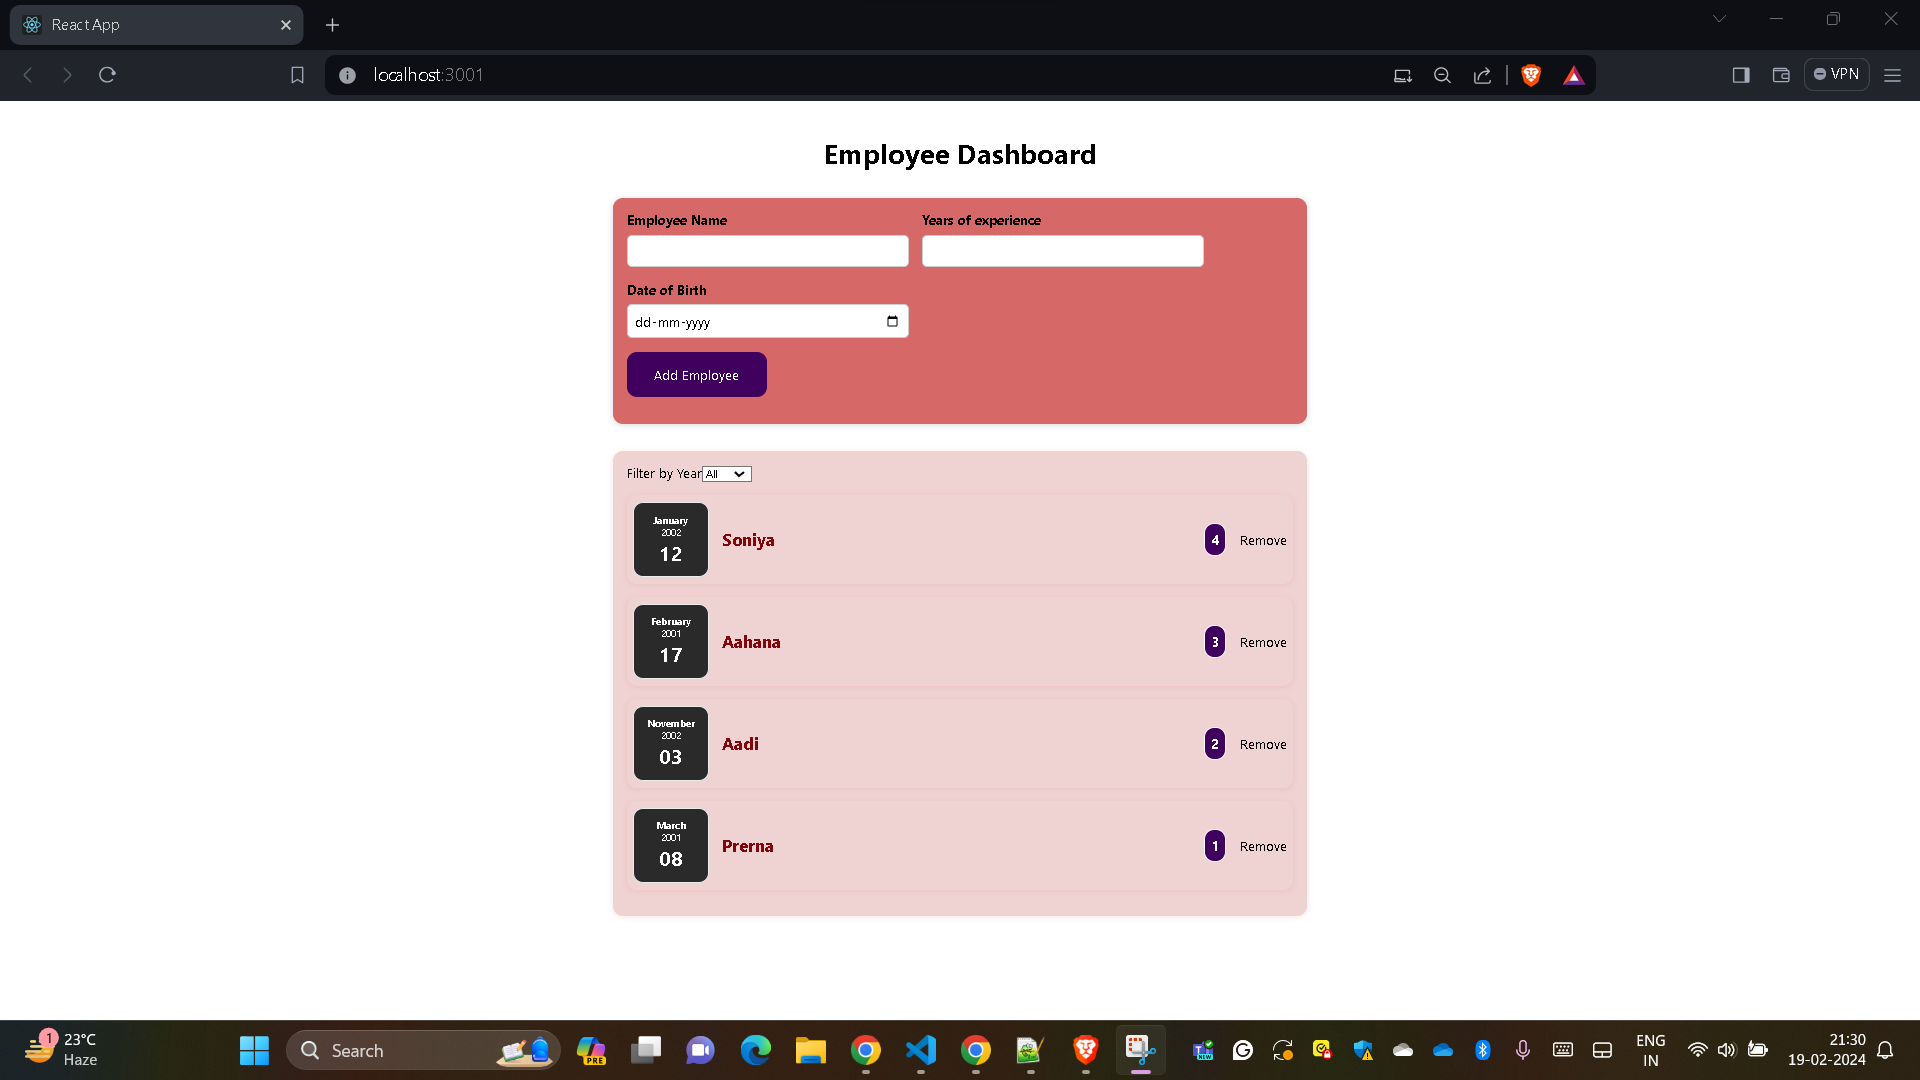 React App
localhost:3001
VPN
Employee Dashboard
Employee Name
Years of experience
Date of Birth
dd-mm-yyyy
Add Employee
Filter by Year All
January
2002
12
Soniya
4
Remove
February
2001
17
Aahana
3
Remove
November
2002
03
Aadi
2
Remove
March
2001
08
Prerna
1
Remove
1
23°C
Haze
Search
PRE
NEW
ENG
IN
21:30
19-02-2024